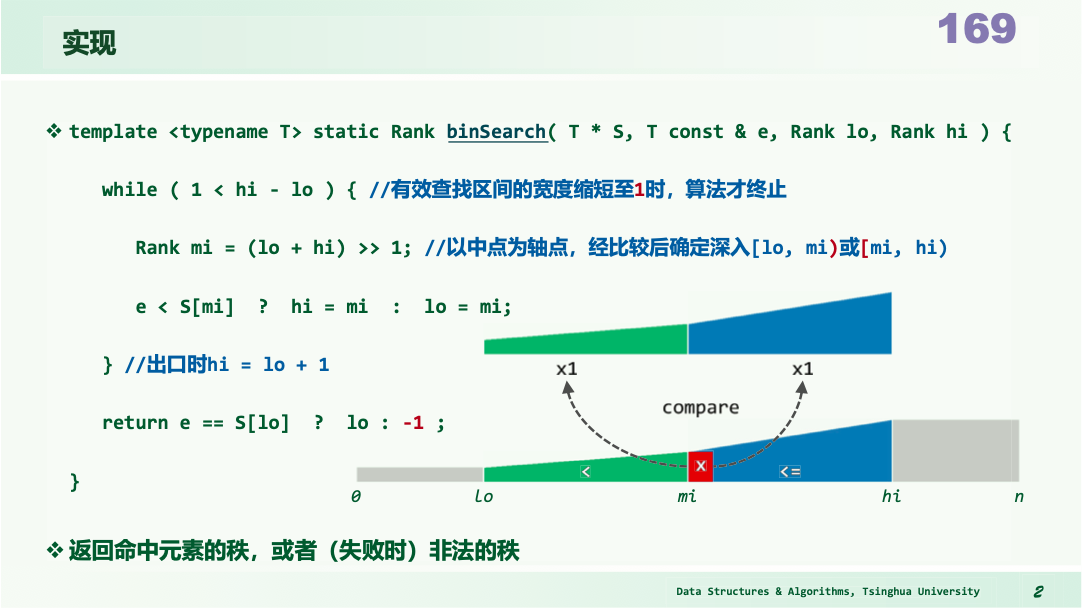 实现
169
❖ template <typename T> static Rank binSearch( T * S, T const & e, Rank lo, Rank hi ) {
while ( 1 < hi - lo ) { //有效查找区间的宽度缩短至1时，算法才终止
Rank mi = (lo + hi) >> 1; //以中点为轴点，经比较后确定深入[lo, mi)或[mi, hi)
e < S[mi] ? hi = mi : lo = mi;
} //出口时hi = lo + 1
x1 x1
compare
return e == S[lo] ? lo : -1 ;
< x <=
}
0 lo mi hi n
❖ 返回命中元素的秩，或者（失败时）非法的秩
Data Structures & Algorithms, Tsinghua University
2